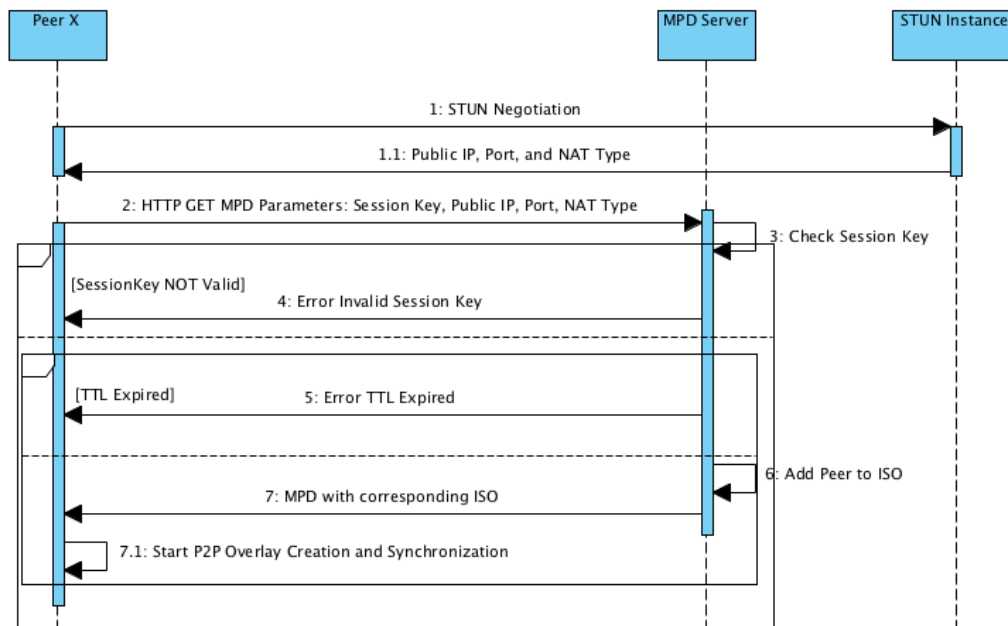 Peer X
MPD Server
STUN Instance
1: STUN Negotiation
1.1: Public IP, Port, and NAT Type
2: HTTP GET MPD Parameters: Session Key, Public IP, Port, NAT Type
3: Check Session Key
[SessionKey NOT Valid]
4: Error Invalid Session Key
[TTL Expired]
5: Error TTL Expired
6: Add Peer to ISO
7: MPD with corresponding ISO
7.1: Start P2P Overlay Creation and Synchronization